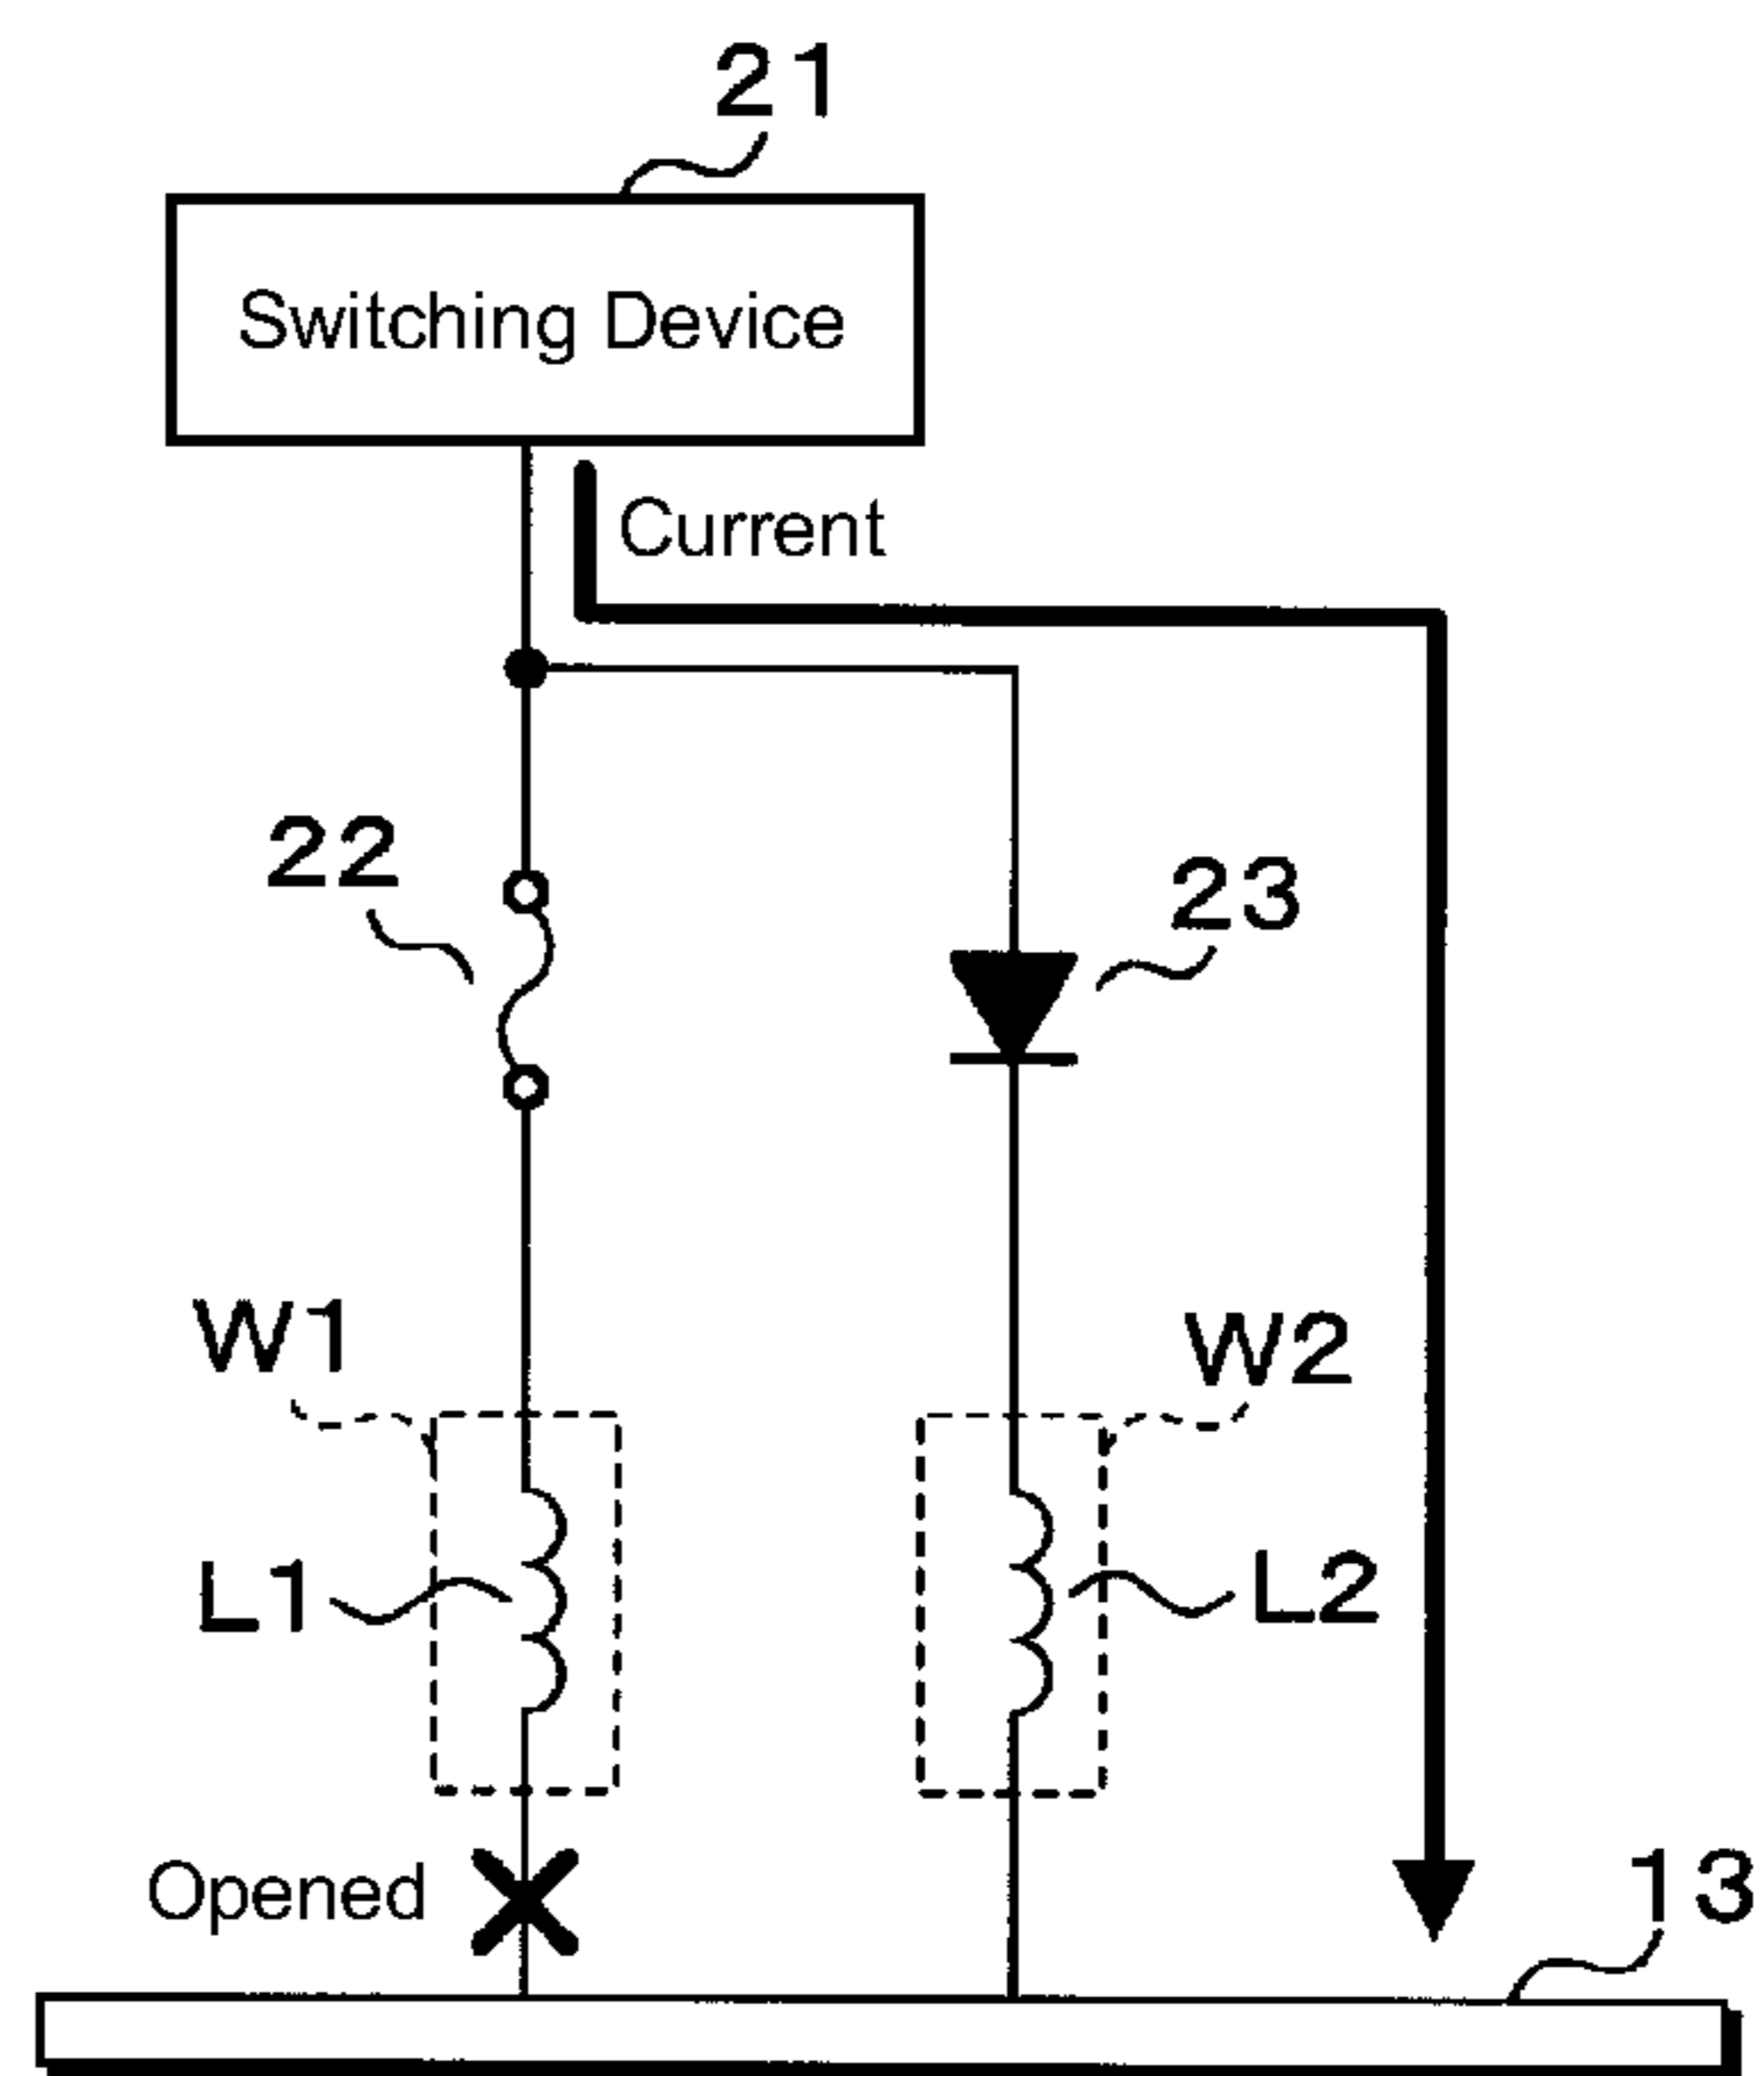 21
Switching Device
Current
22
23
W1
W2
L1
L2
Opened
13